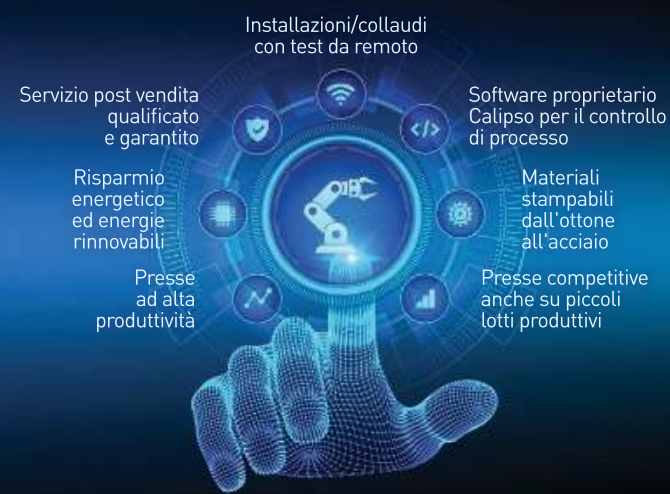 Installazioni/collaudi
con test da remoto
Servizio post vendita
qualificato
e garantito
Software proprietario
Calipso per il controllo
di processo
Risparmio
energetico
ed energie
rinnovabili
Materiali
stampabili
dall'ottone
all'acciaio
Presse
ad alta
produttività
Presse competitive
anche su piccoli
lotti produttivi